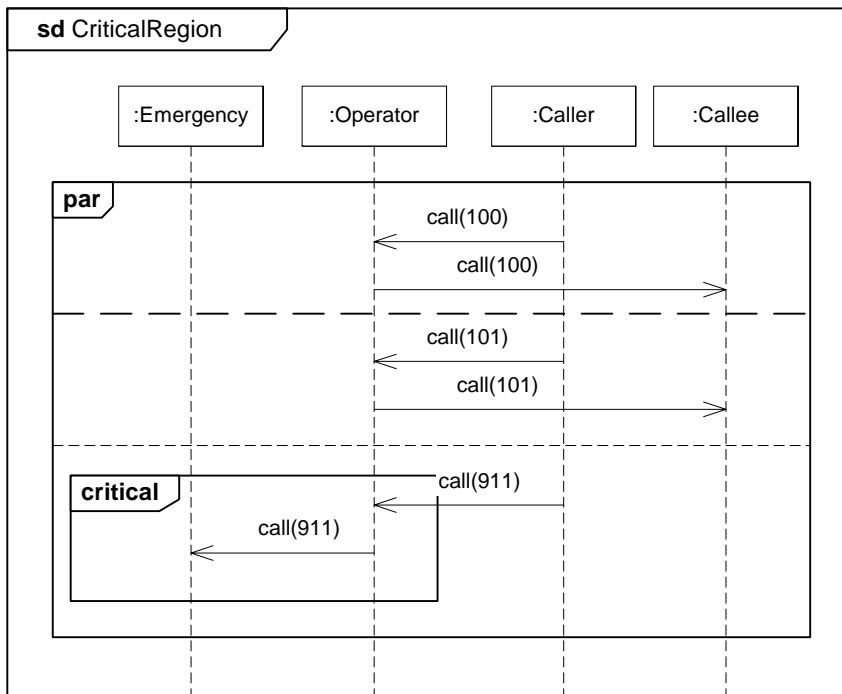 sd CriticalRegion
:Emergency :Operator :Caller :Callee
par
call(100)
call(100)
call(101)
call(101)
critical
call(911)
call(911)